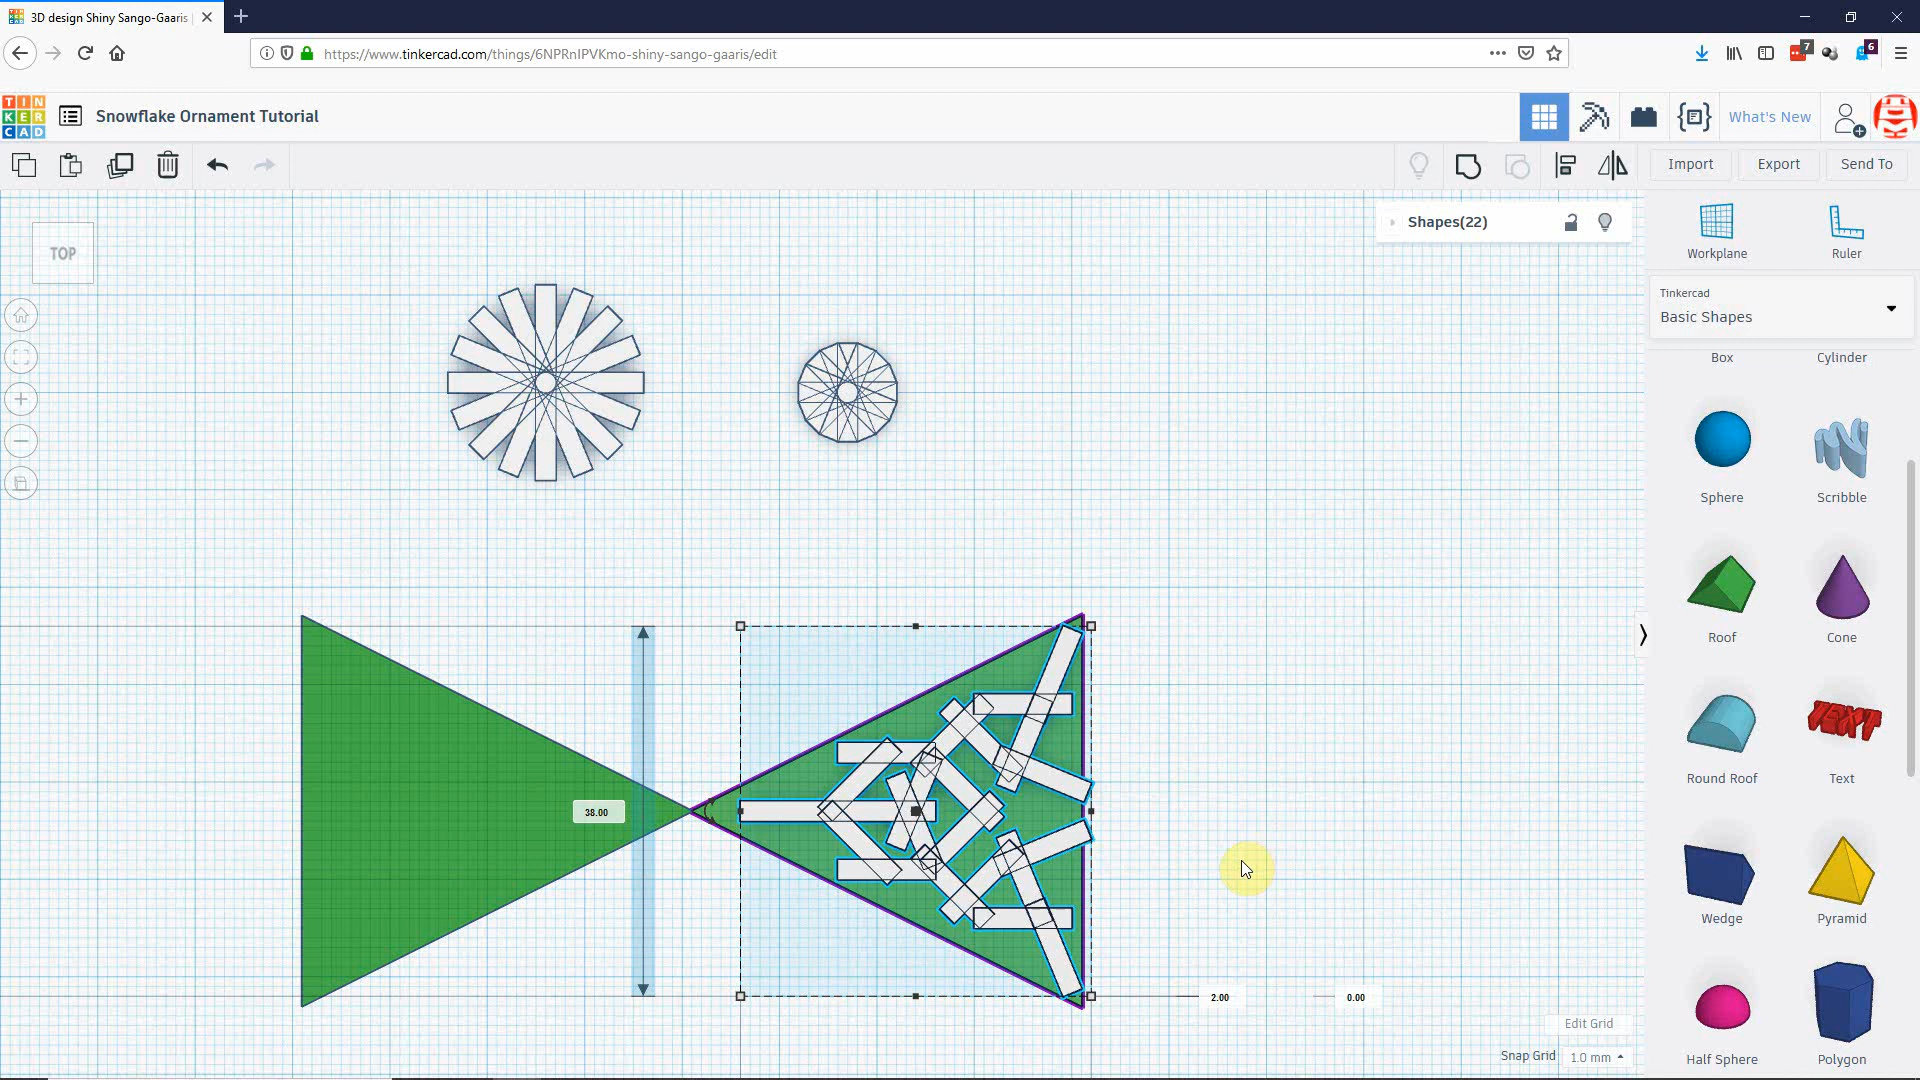 3D design Shiny Sango-Gaaris
https://www.tinkercad.com/things/6NPRnIPVKmo-shiny-sango-gaaris/edit
7
6
TIN
KER
CAD
Snowflake Ornament Tutorial
What's New
Import
Export
Send To
TOP
Shapes(22)
Workplane
Ruler
Tinkercad
Basic Shapes
Box
Cylinder
Sphere
Scribble
Roof
Cone
TEXT
Round Roof
Text
38.00
Wedge
Pyramid
2.00
0.00
Edit Grid
Snap Grid
1.0 mm
Half Sphere
Polygon